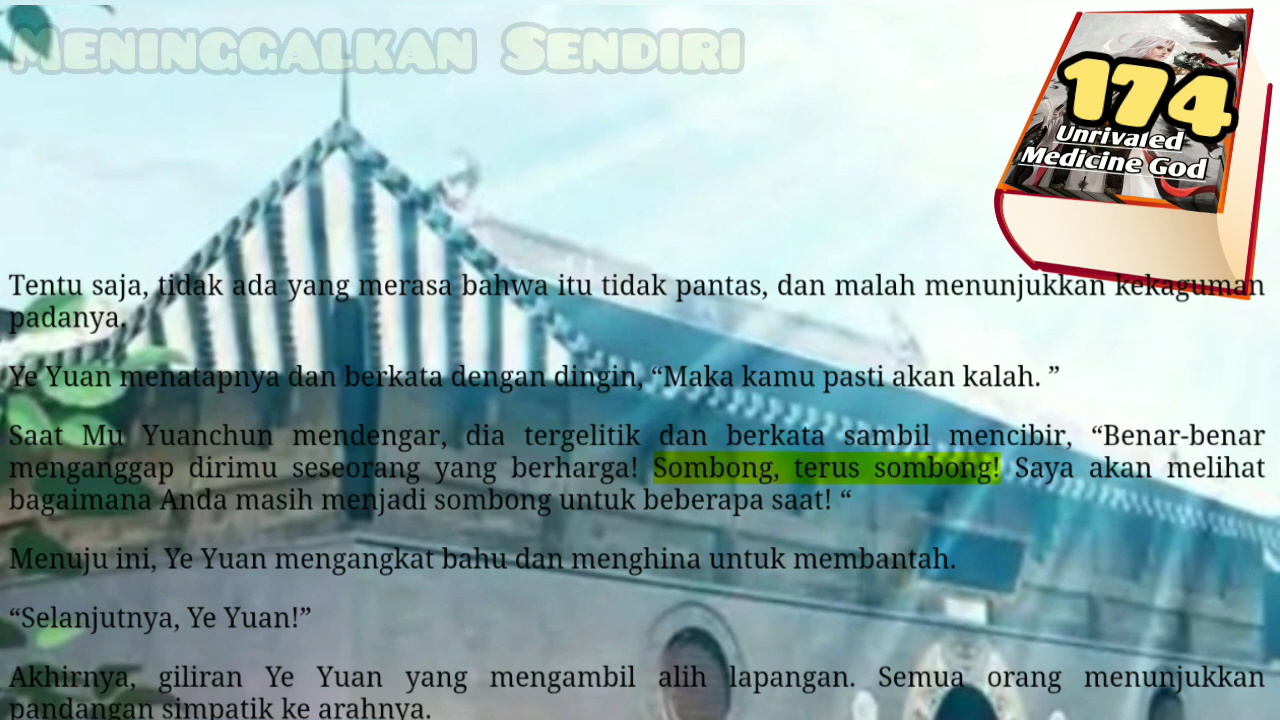 Meninggalkan Sendiri
174
Unrivaled
Medicine God
Tentu saja, tidak ada yang merasa bahwa itu tidak pantas, dan malah menunjukkan kekaguman
padanya.
Ye Yuan menatapnya dan berkata dengan dingin, “Maka kamu pasti akan kalah. ”
Saat Mu Yuanchun mendengar, dia tergelitik dan berkata sambil mencibir, “Benar-benar
menganggap dirimu seseorang yang berharga! Sombong, terus sombong! Saya akan melihat
bagaimana Anda masih menjadi sombong untuk beberapa saat! “
Menuju ini, Ye Yuan mengangkat bahu dan menghina untuk membantah.
“Selanjutnya, Ye Yuan!”
Akhirnya, giliran Ye Yuan yang mengambil alih lapangan. Semua orang menunjukkan
pandangan simpatik ke arahnya.